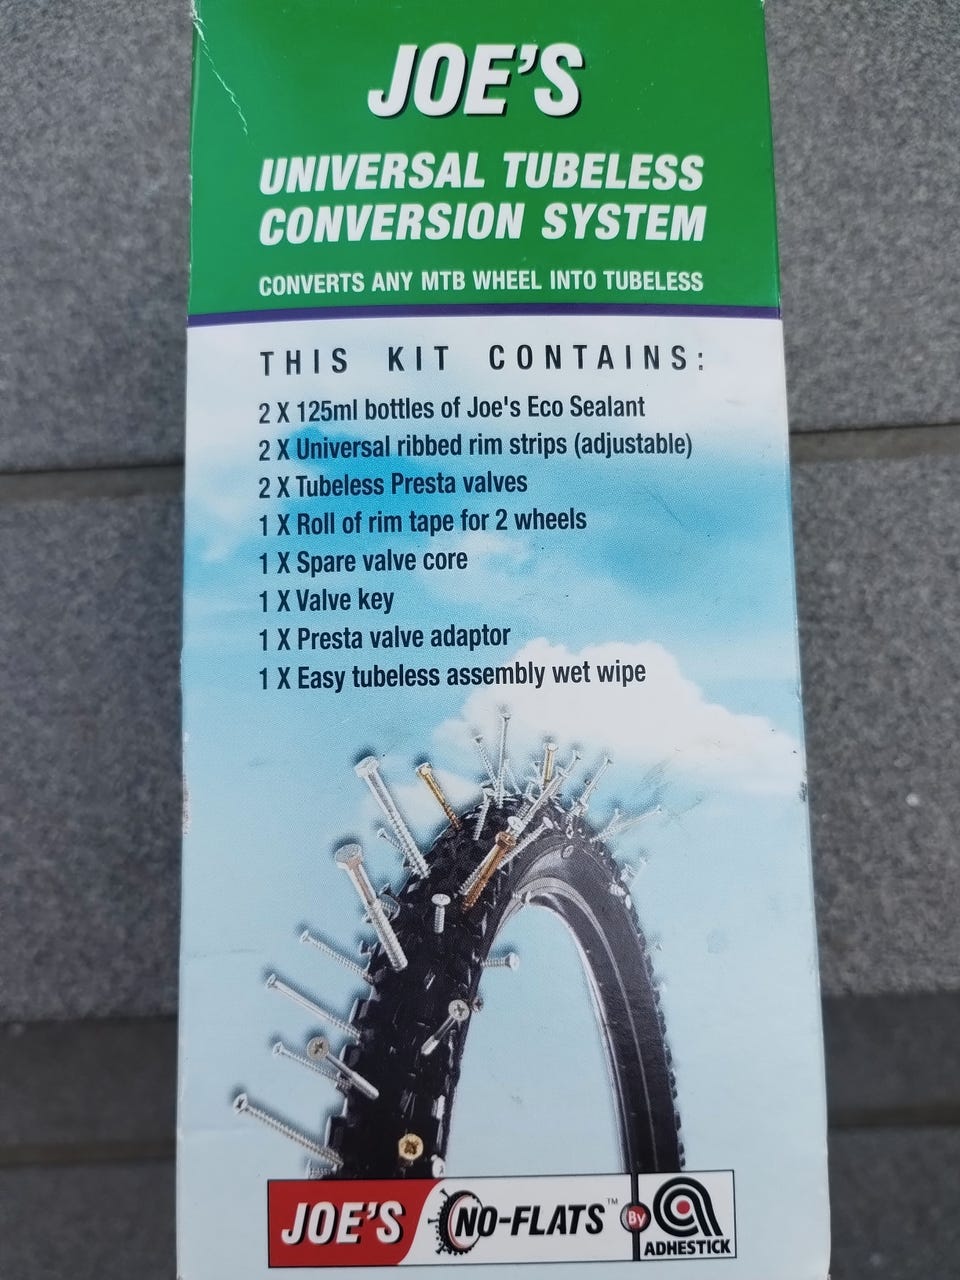 JOE'S
UNIVERSAL TUBELESS
CONVERSION SYSTEM
CONVERTS ANY MTB WHEEL INTO TUBELESS
THIS KIT CONTAINS:
2 X 125ml bottles of Joe's Eco Sealant
2 X Universal ribbed rim strips (adjustable)
2 X Tubeless Presta valves
1 X Roll of rim tape for 2 wheels
1 X Spare valve core
1 X Valve key
1 X Presta valve adaptor
1 X Easy tubeless assembly wet wipe
JOE'S NO-FLATS™ By ADHESTICK